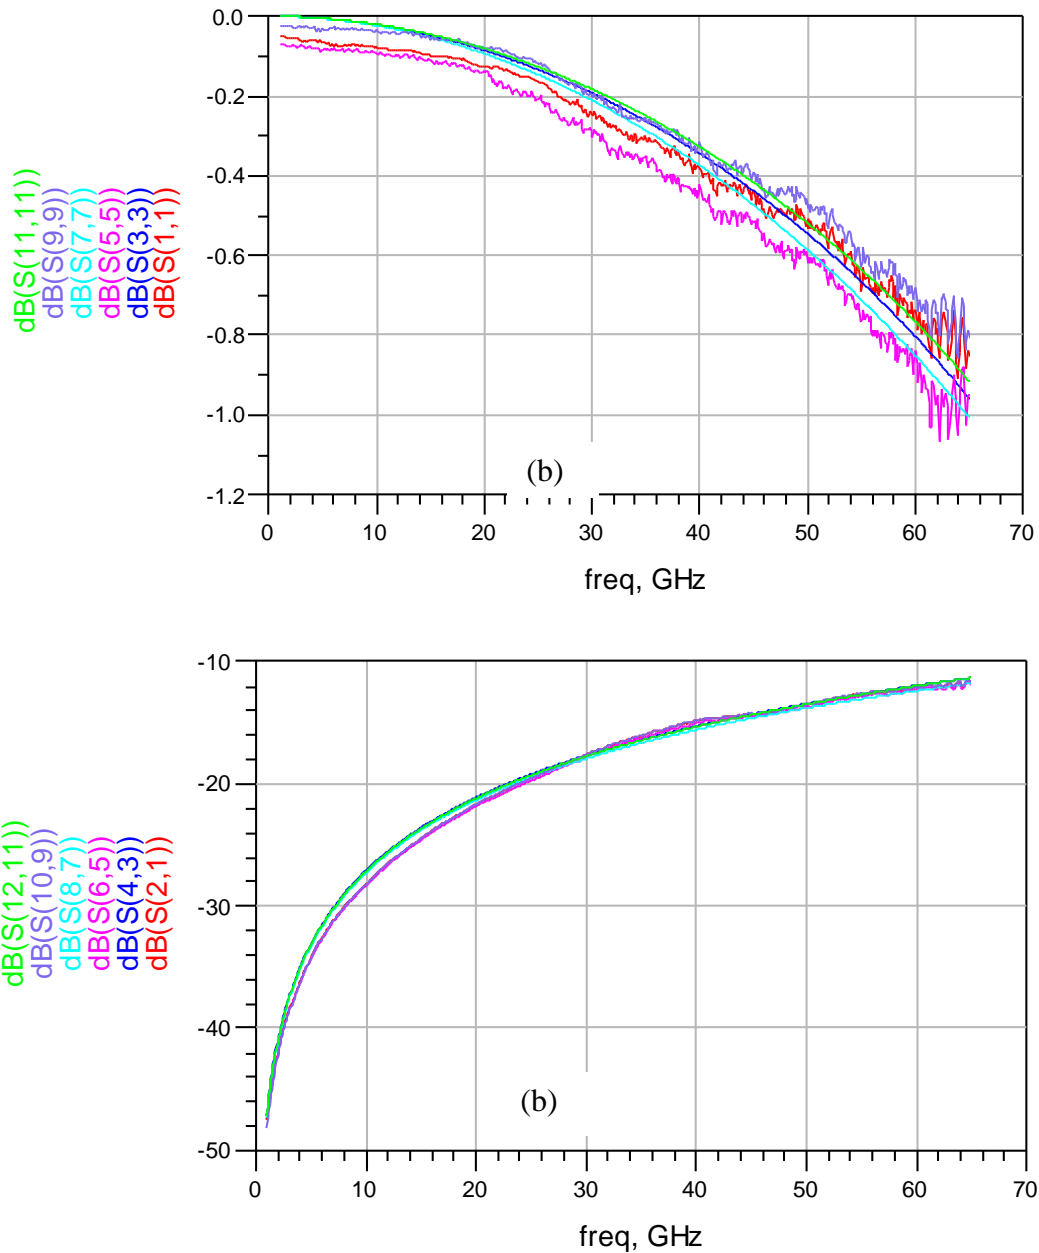 dB(S(11,11))
dB(S(9,9))
dB(S(7,7))
dB(S(5,5))
dB(S(3,3))
dB(S(1,1))
0.0
-0.2
-0.4
-0.6
-0.8
-1.0
-1.2
(b)
0 10 20 30 40 50 60 70
freq, GHz
dB(S(12,11))
dB(S(10,9))
dB(S(8,7))
dB(S(6,5))
dB(S(4,3))
dB(S(2,1))
-10
-20
-30
-40
-50
(b)
0 10 20 30 40 50 60 70
freq, GHz